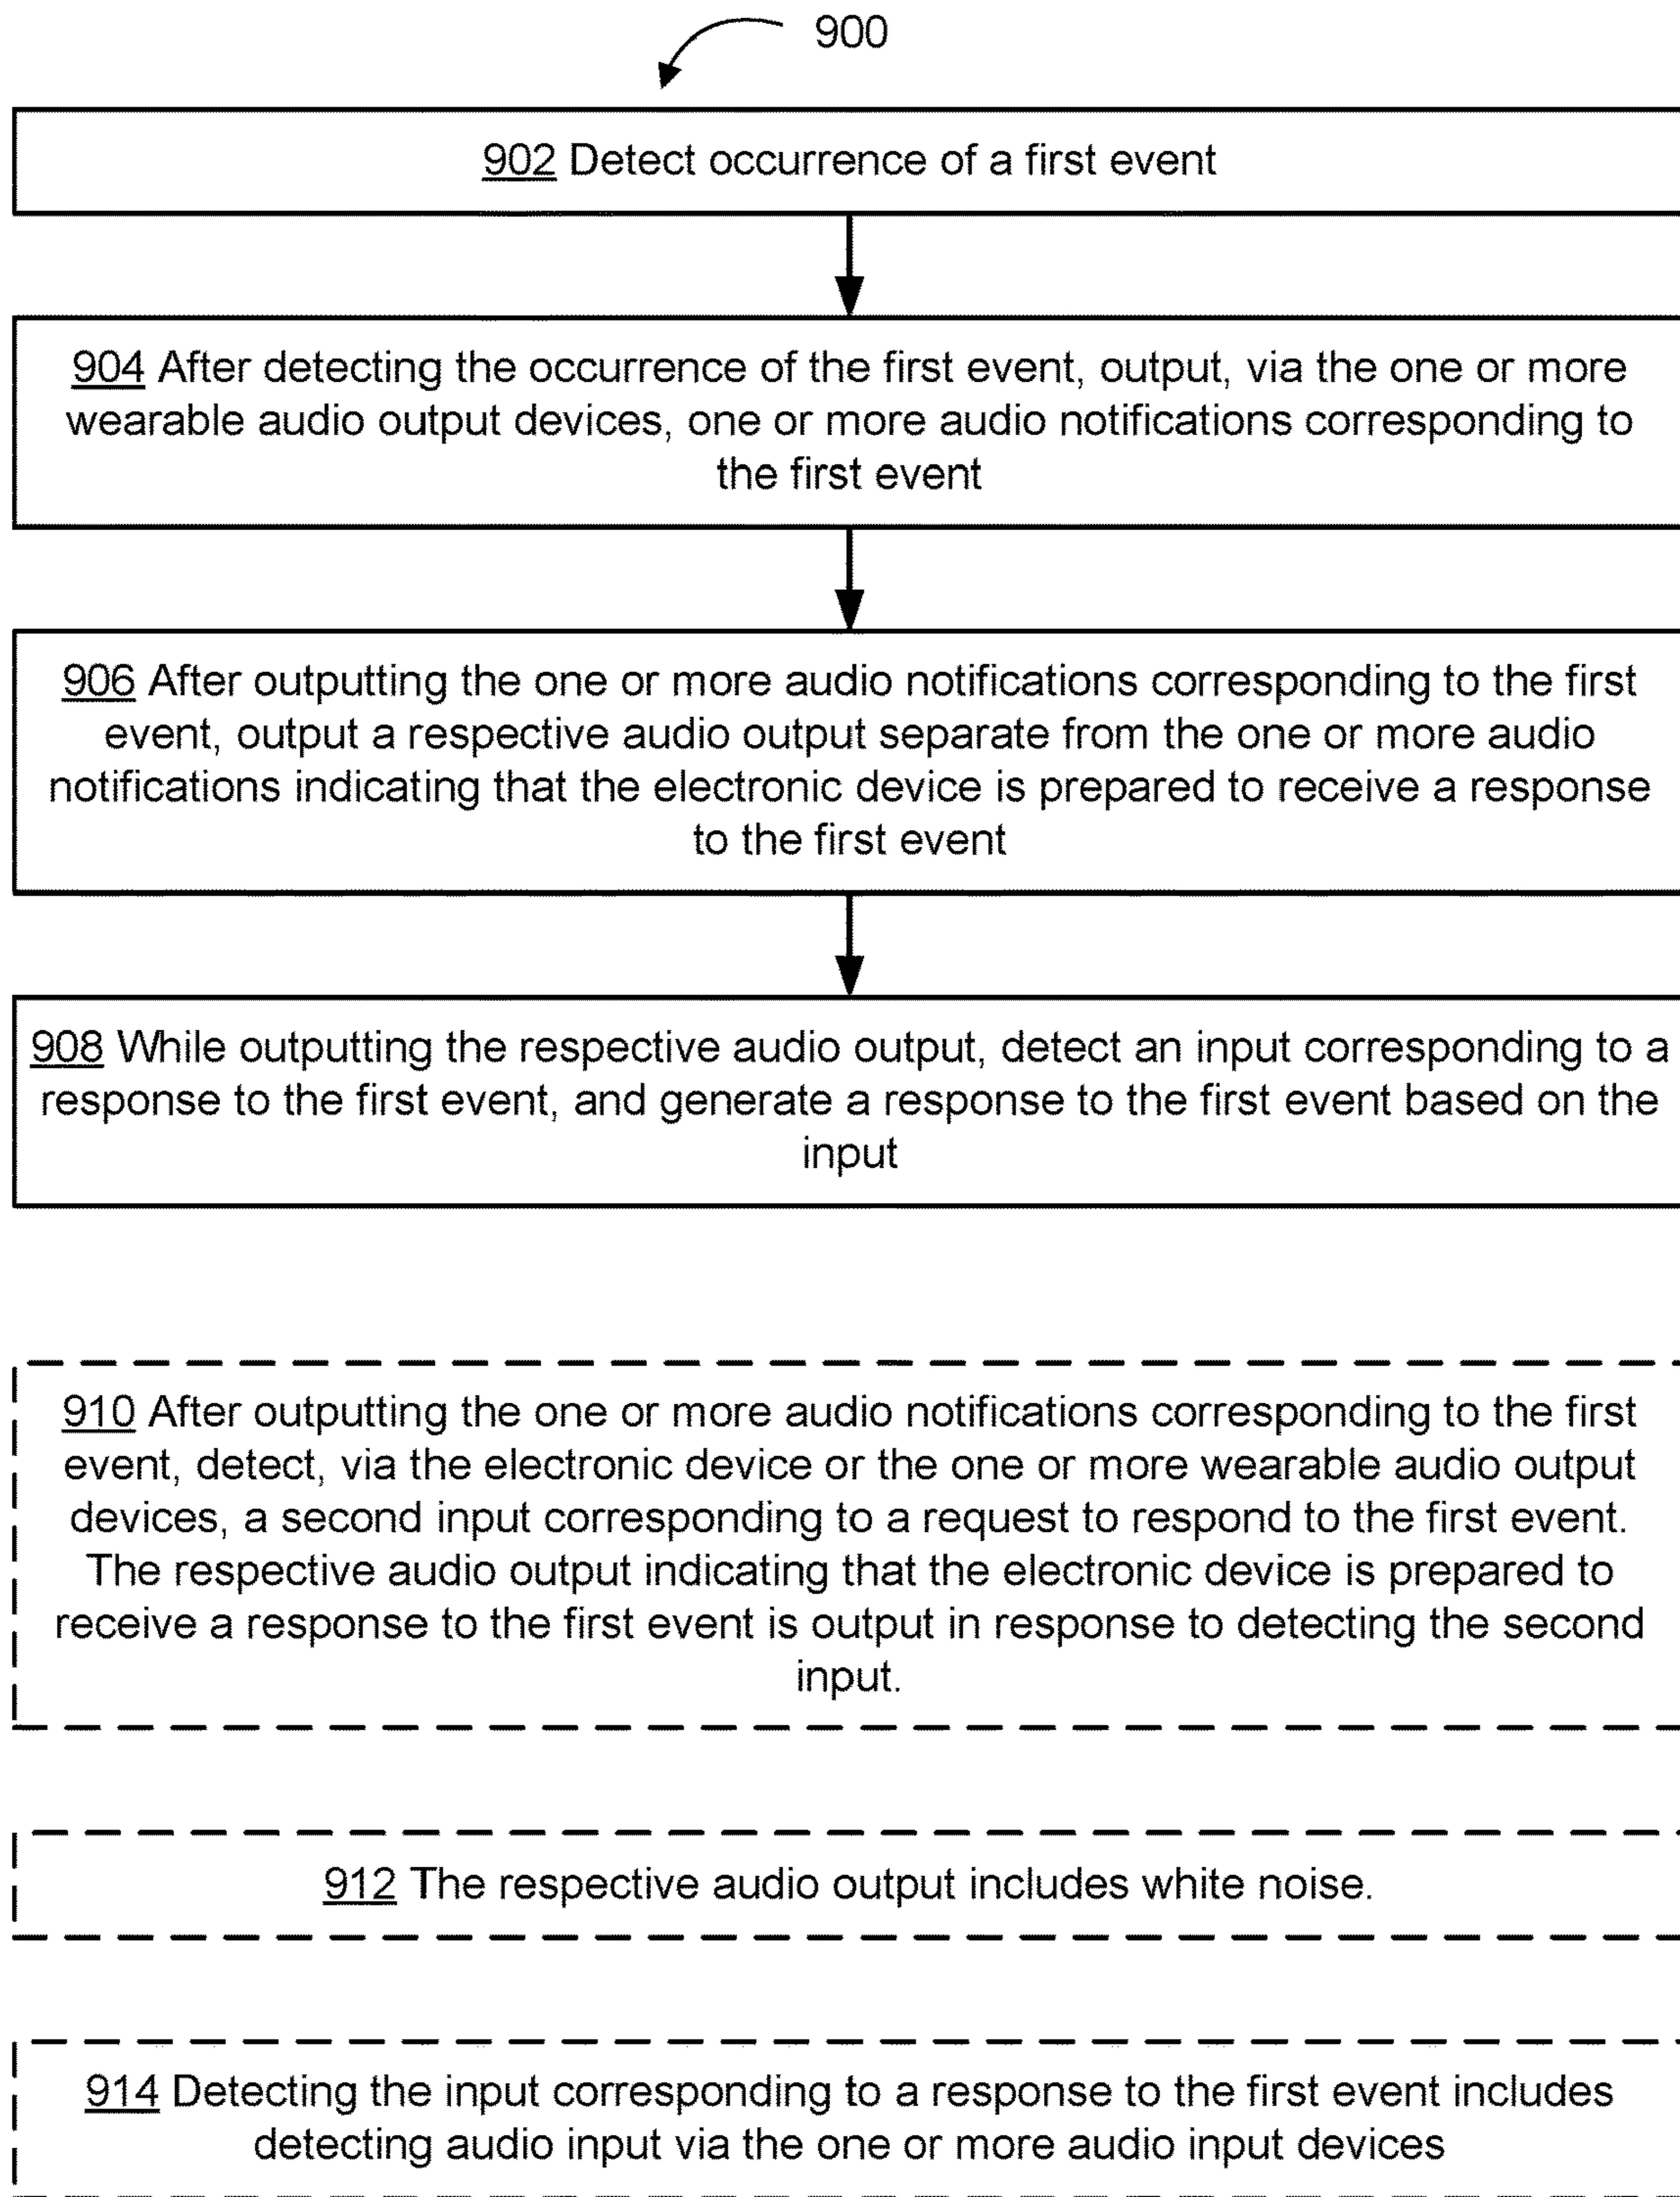 900
902 Detect occurrence of a first event
904 After detecting the occurrence of the first event, output, via the one or more
wearable audio output devices, one or more audio notifications corresponding to
the first event
906 After outputting the one or more audio notifications corresponding to the first
event, output a respective audio output separate from the one or more audio
notifications indicating that the electronic device is prepared to receive a response
to the first event
908 While outputting the respective audio output, detect an input corresponding to a
response to the first event, and generate a response to the first event based on the
input
910 After outputting the one or more audio notifications corresponding to the first
event, detect, via the electronic device or the one or more wearable audio output
devices, a second input corresponding to a request to respond to the first event.
The respective audio output indicating that the electronic device is prepared to
receive a response to the first event is output in response to detecting the second
input.
912 The respective audio output includes white noise.
914 Detecting the input corresponding to a response to the first event includes
detecting audio input via the one or more audio input devices